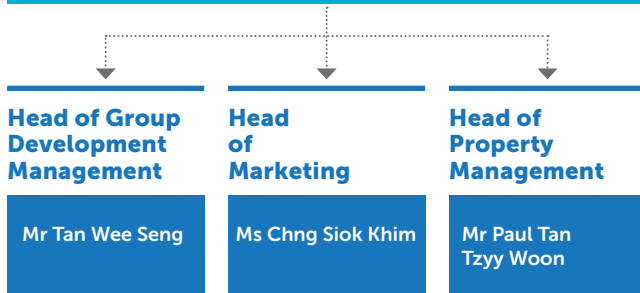 Head of Group
Development
Management
Mr Tan Wee Seng
Head
of
Marketing
Ms Chng Siok Khim
Head of
Property
Management
Mr Paul Tan
Tzyy Woon